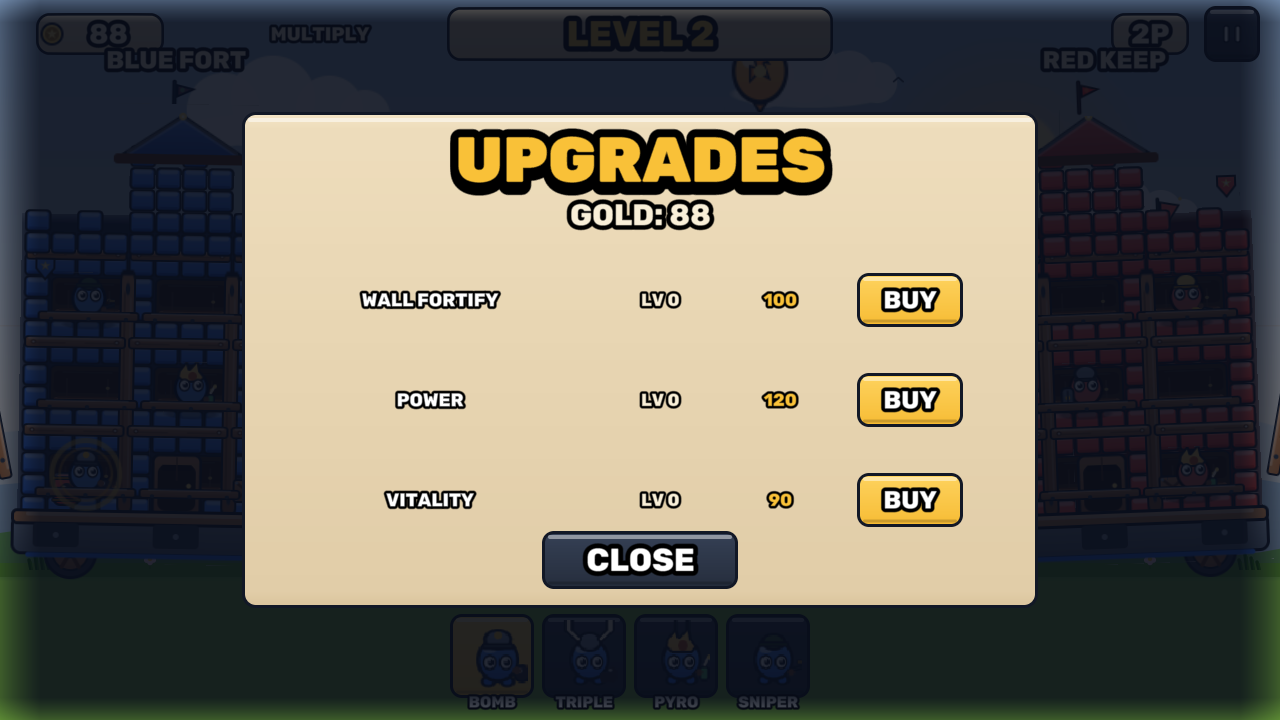 88
MULTIPLY
LEVEL 2
2P
BLUE FORT
RED KEEP
UPGRADES
GOLD: 88
WALL FORTIFY LV 0 100 BUY
POWER LV 0 120 BUY
VITALITY LV 0 90 BUY
CLOSE
BOMB TRIPLE PYRO SNIPER